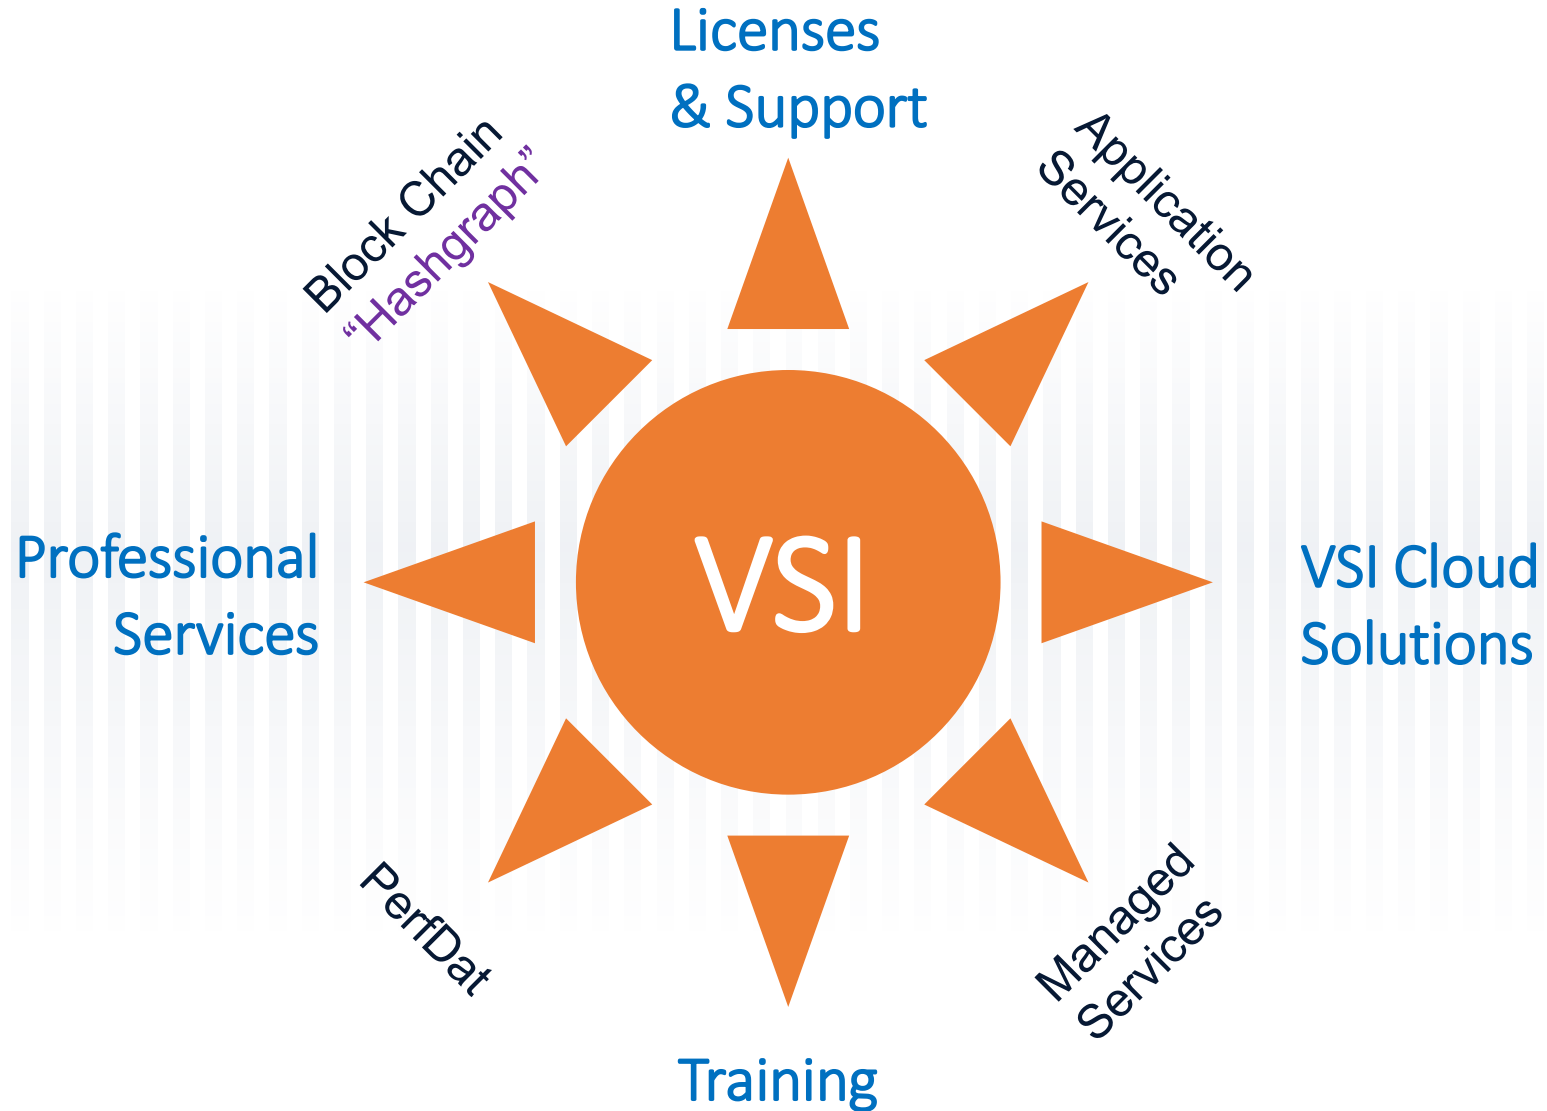 Licenses
& Support
Block Chain
“Hashgraph”
Application
Services
Professional
Services
VSI
VSI Cloud
Solutions
PerfDat
Managed
Services
Training